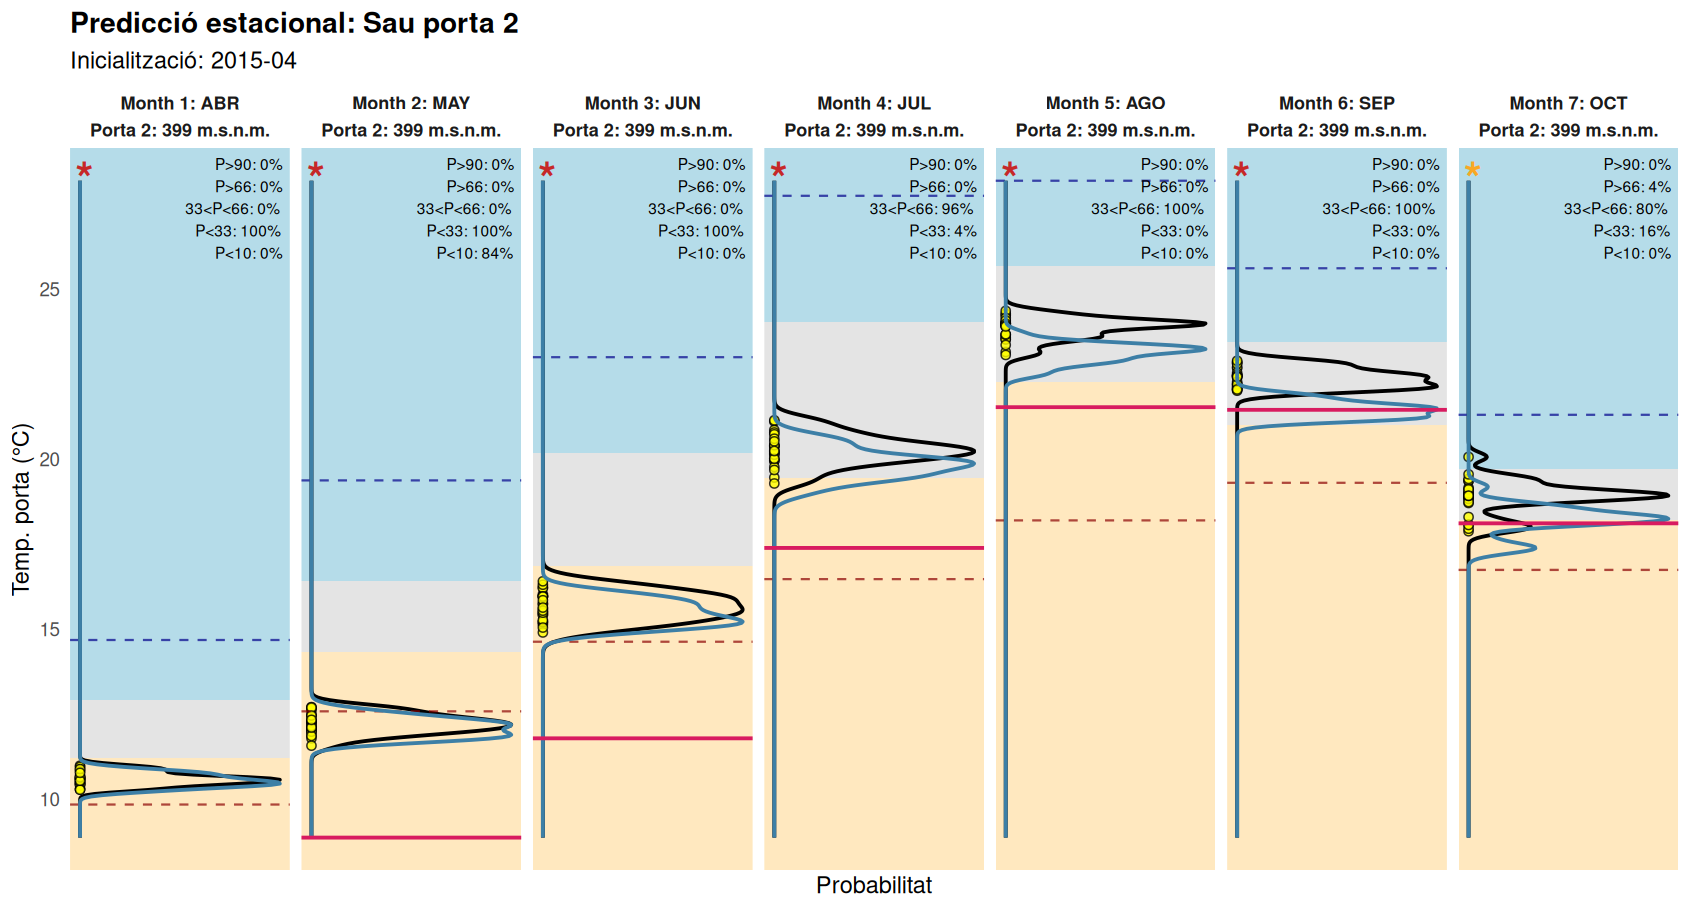 Predicció estacional: Sau porta 2
Inicialització: 2015-04
Month 1: ABR
Porta 2: 399 m.s.n.m.
Month 2: MAY
Porta 2: 399 m.s.n.m.
Month 3: JUN
Porta 2: 399 m.s.n.m.
Month 4: JUL
Porta 2: 399 m.s.n.m.
Month 5: AGO
Porta 2: 399 m.s.n.m.
Month 6: SEP
Porta 2: 399 m.s.n.m.
Month 7: OCT
Porta 2: 399 m.s.n.m.
*
P>90: 0%
P>66: 0%
33<P<66: 0%
P<33: 100%
P<10: 0%
*
P>90: 0%
P>66: 0%
33<P<66: 0%
P<33: 100%
P<10: 84%
*
P>90: 0%
P>66: 0%
33<P<66: 0%
P<33: 100%
P<10: 0%
*
P>90: 0%
P>66: 0%
33<P<66: 96%
P<33: 4%
P<10: 0%
*
P>90: 0%
P>66: 0%
33<P<66: 100%
P<33: 0%
P<10: 0%
*
P>90: 0%
P>66: 0%
33<P<66: 100%
P<33: 0%
P<10: 0%
*
P>90: 0%
P>66: 4%
33<P<66: 80%
P<33: 16%
P<10: 0%
Temp. porta (°C)
25
20
15
10
Probabilitat